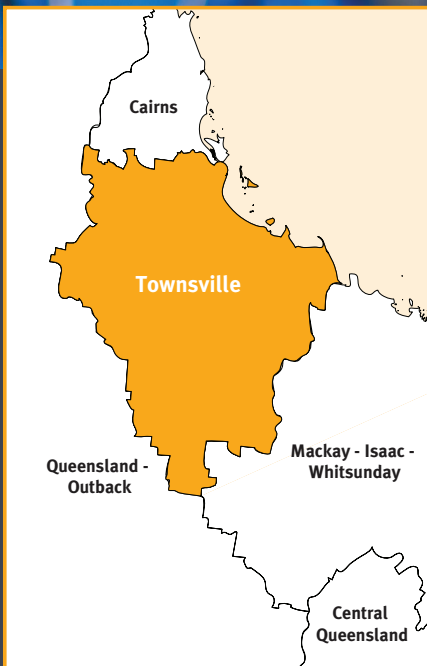 Cairns
Townsville
Queensland -
Outback
Mackay - Isaac -
Whitsunday
Central
Queensland